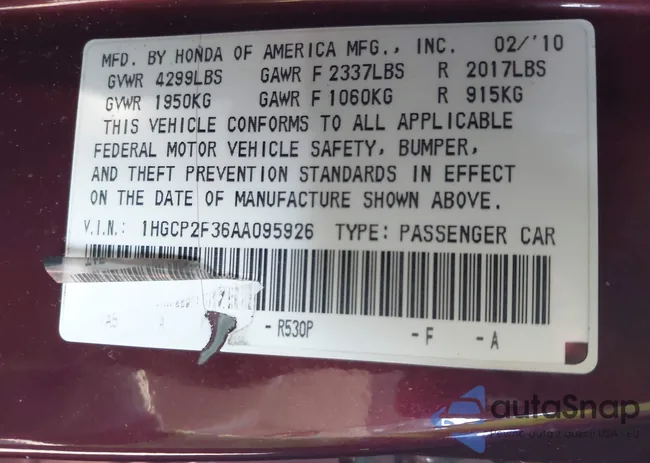 MFD. BY HONDA OF AMERICA MFG., INC. 02/'10
GVWR 4299LBS GAWR F 2337LBS R 2017LBS
GVWR 1950KG GAWR F 1060KG R 915KG
THIS VEHICLE CONFORMS TO ALL APPLICABLE
FEDERAL MOTOR VEHICLE SAFETY, BUMPER,
AND THEFT PREVENTION STANDARDS IN EFFECT
ON THE DATE OF MANUFACTURE SHOWN ABOVE.
V.I.N.: 1HGCP2F36AA095926 TYPE: PASSENGER CAR
- R530P - F - A
autoSnap